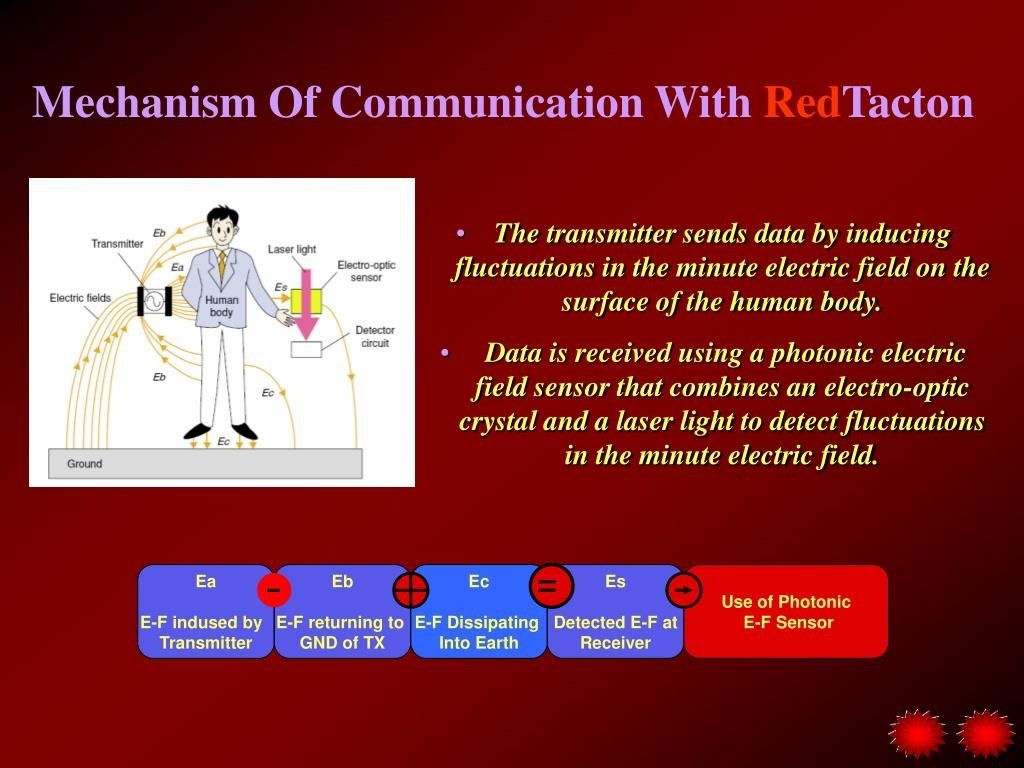 Mechanism Of Communication With RedTacton
Eb
Transmitter
Laser light
Ea
Electro-optic
sensor
Es
Electric fields
Human
body
Detector
circuit
Eb
Ec
Ec
Ground
• The transmitter sends data by inducing
fluctuations in the minute electric field on the
surface of the human body.
• Data is received using a photonic electric
field sensor that combines an electro-optic
crystal and a laser light to detect fluctuations
in the minute electric field.
Ea
E-F indused by
Transmitter
-
Eb
E-F returning to
GND of TX
+
Ec
E-F Dissipating
Into Earth
=
Es
Detected E-F at
Receiver
→
Use of Photonic
E-F Sensor